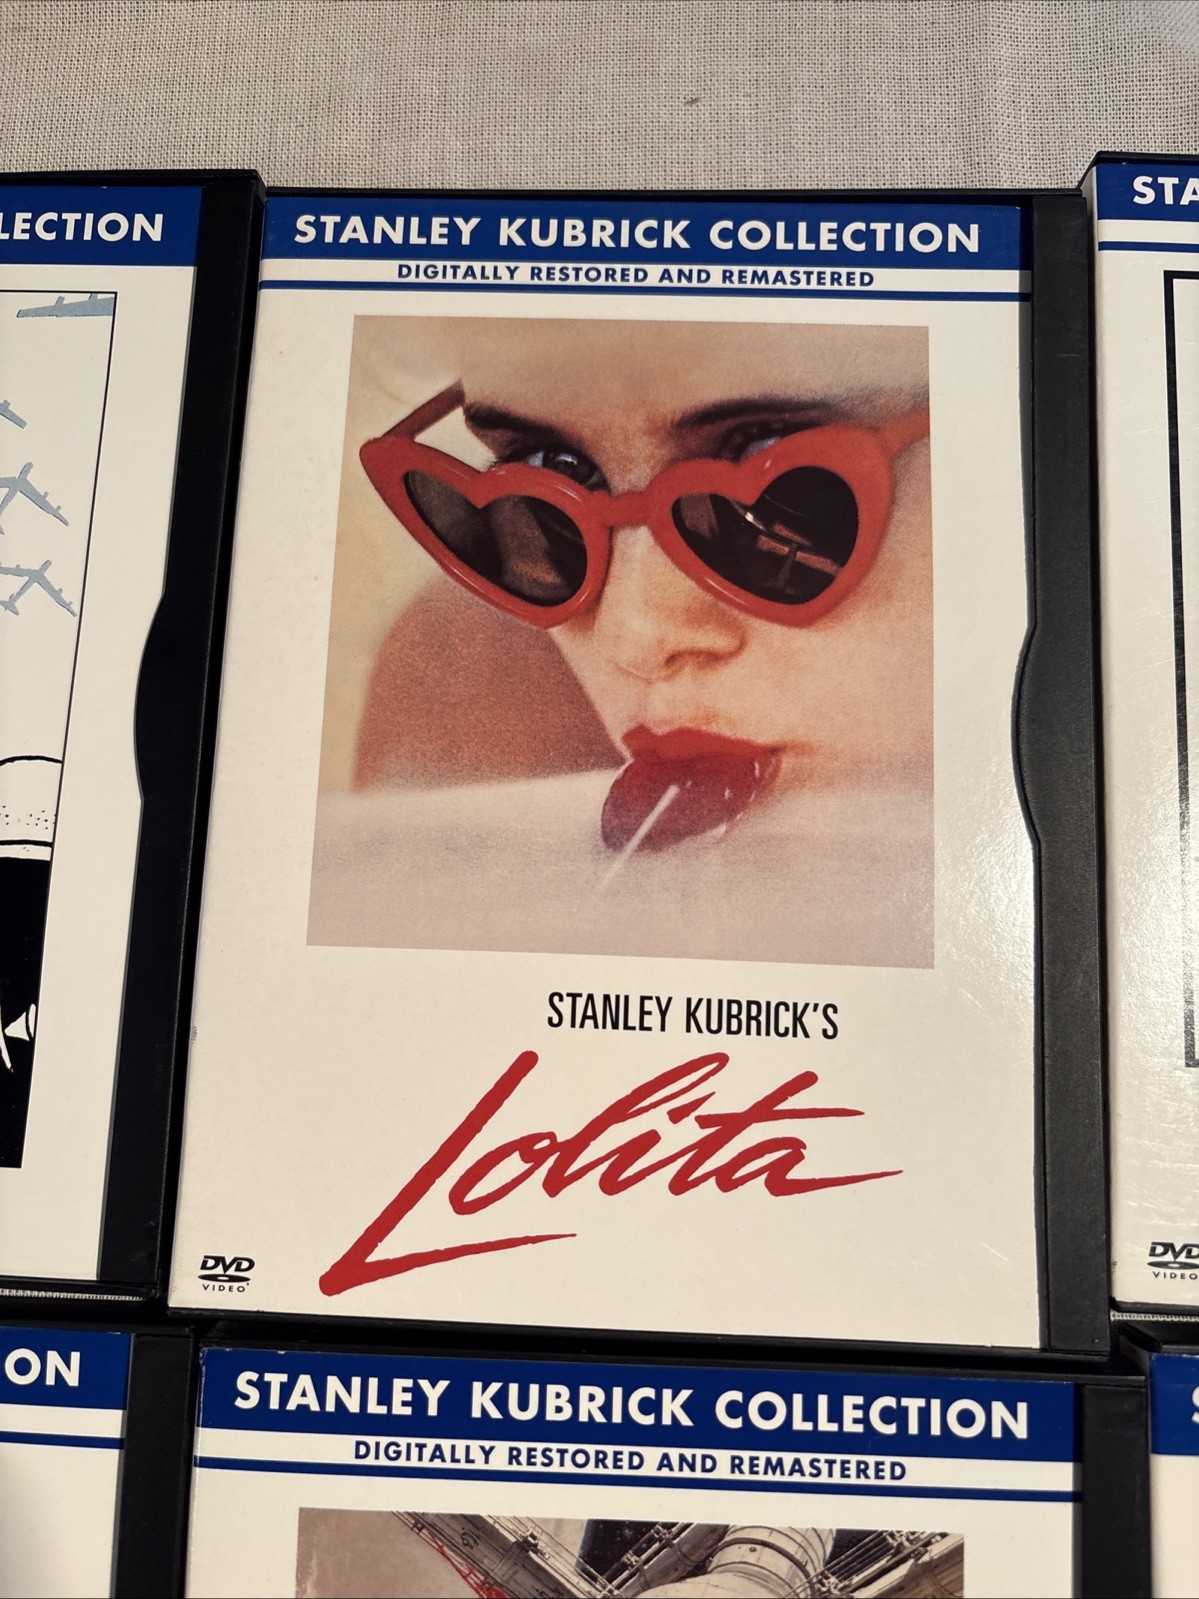 LECTION
STANLEY KUBRICK COLLECTION
DIGITALLY RESTORED AND REMASTERED
STANLEY KUBRICK'S
Lolita
DVD
VIDEO
STA
DVD
VIDEO
ON
STANLEY KUBRICK COLLECTION
DIGITALLY RESTORED AND REMASTERED